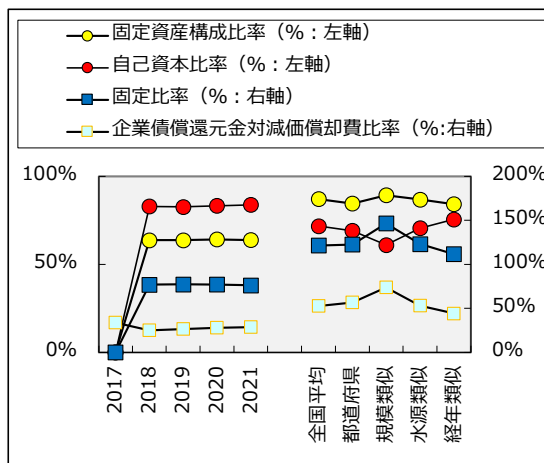 固定資産構成比率（%：左軸）
自己資本比率（%：左軸）
固定比率（%：右軸）
企業債償還元金対減価償却費比率（%:右軸）
100% 200%
150%
50% 100%
50%
0% 0%
2017 2018 2019 2020 2021 全国平均 都道府県 規模類似 水源類似 経年類似